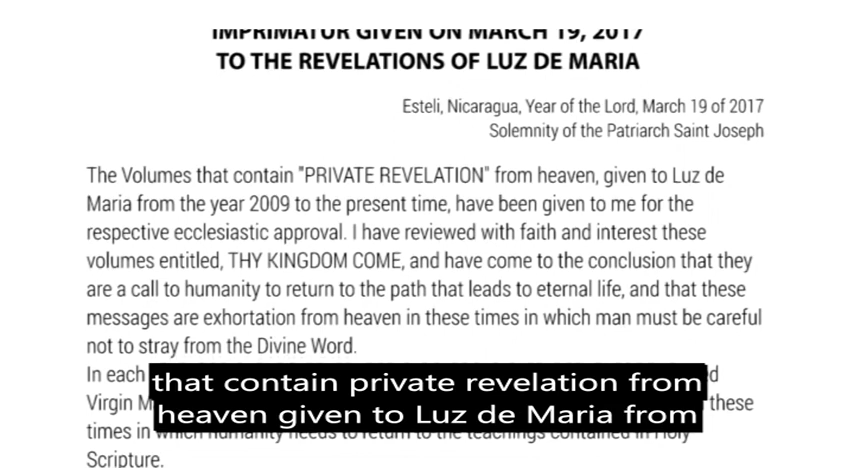 IMPRIMATUR GIVEN ON MARCH 19, 2017
TO THE REVELATIONS OF LUZ DE MARIA
Esteli, Nicaragua, Year of the Lord, March 19 of 2017
Solemnity of the Patriarch Saint Joseph
The Volumes that contain "PRIVATE REVELATION" from heaven, given to Luz de
Maria from the year 2009 to the present time, have been given to me for the
respective ecclesiastic approval. I have reviewed with faith and interest these
volumes entitled, THY KINGDOM COME, and have come to the conclusion that they
are a call to humanity to return to the path that leads to eternal life, and that these
messages are exhortation from heaven in these times in which man must be careful
not to stray from the Divine Word.
In each
Virgin these
times in which humanity needs to return to the teachings contained in Holy
Scripture.
that contain private revelation from
heaven given to Luz de Maria from